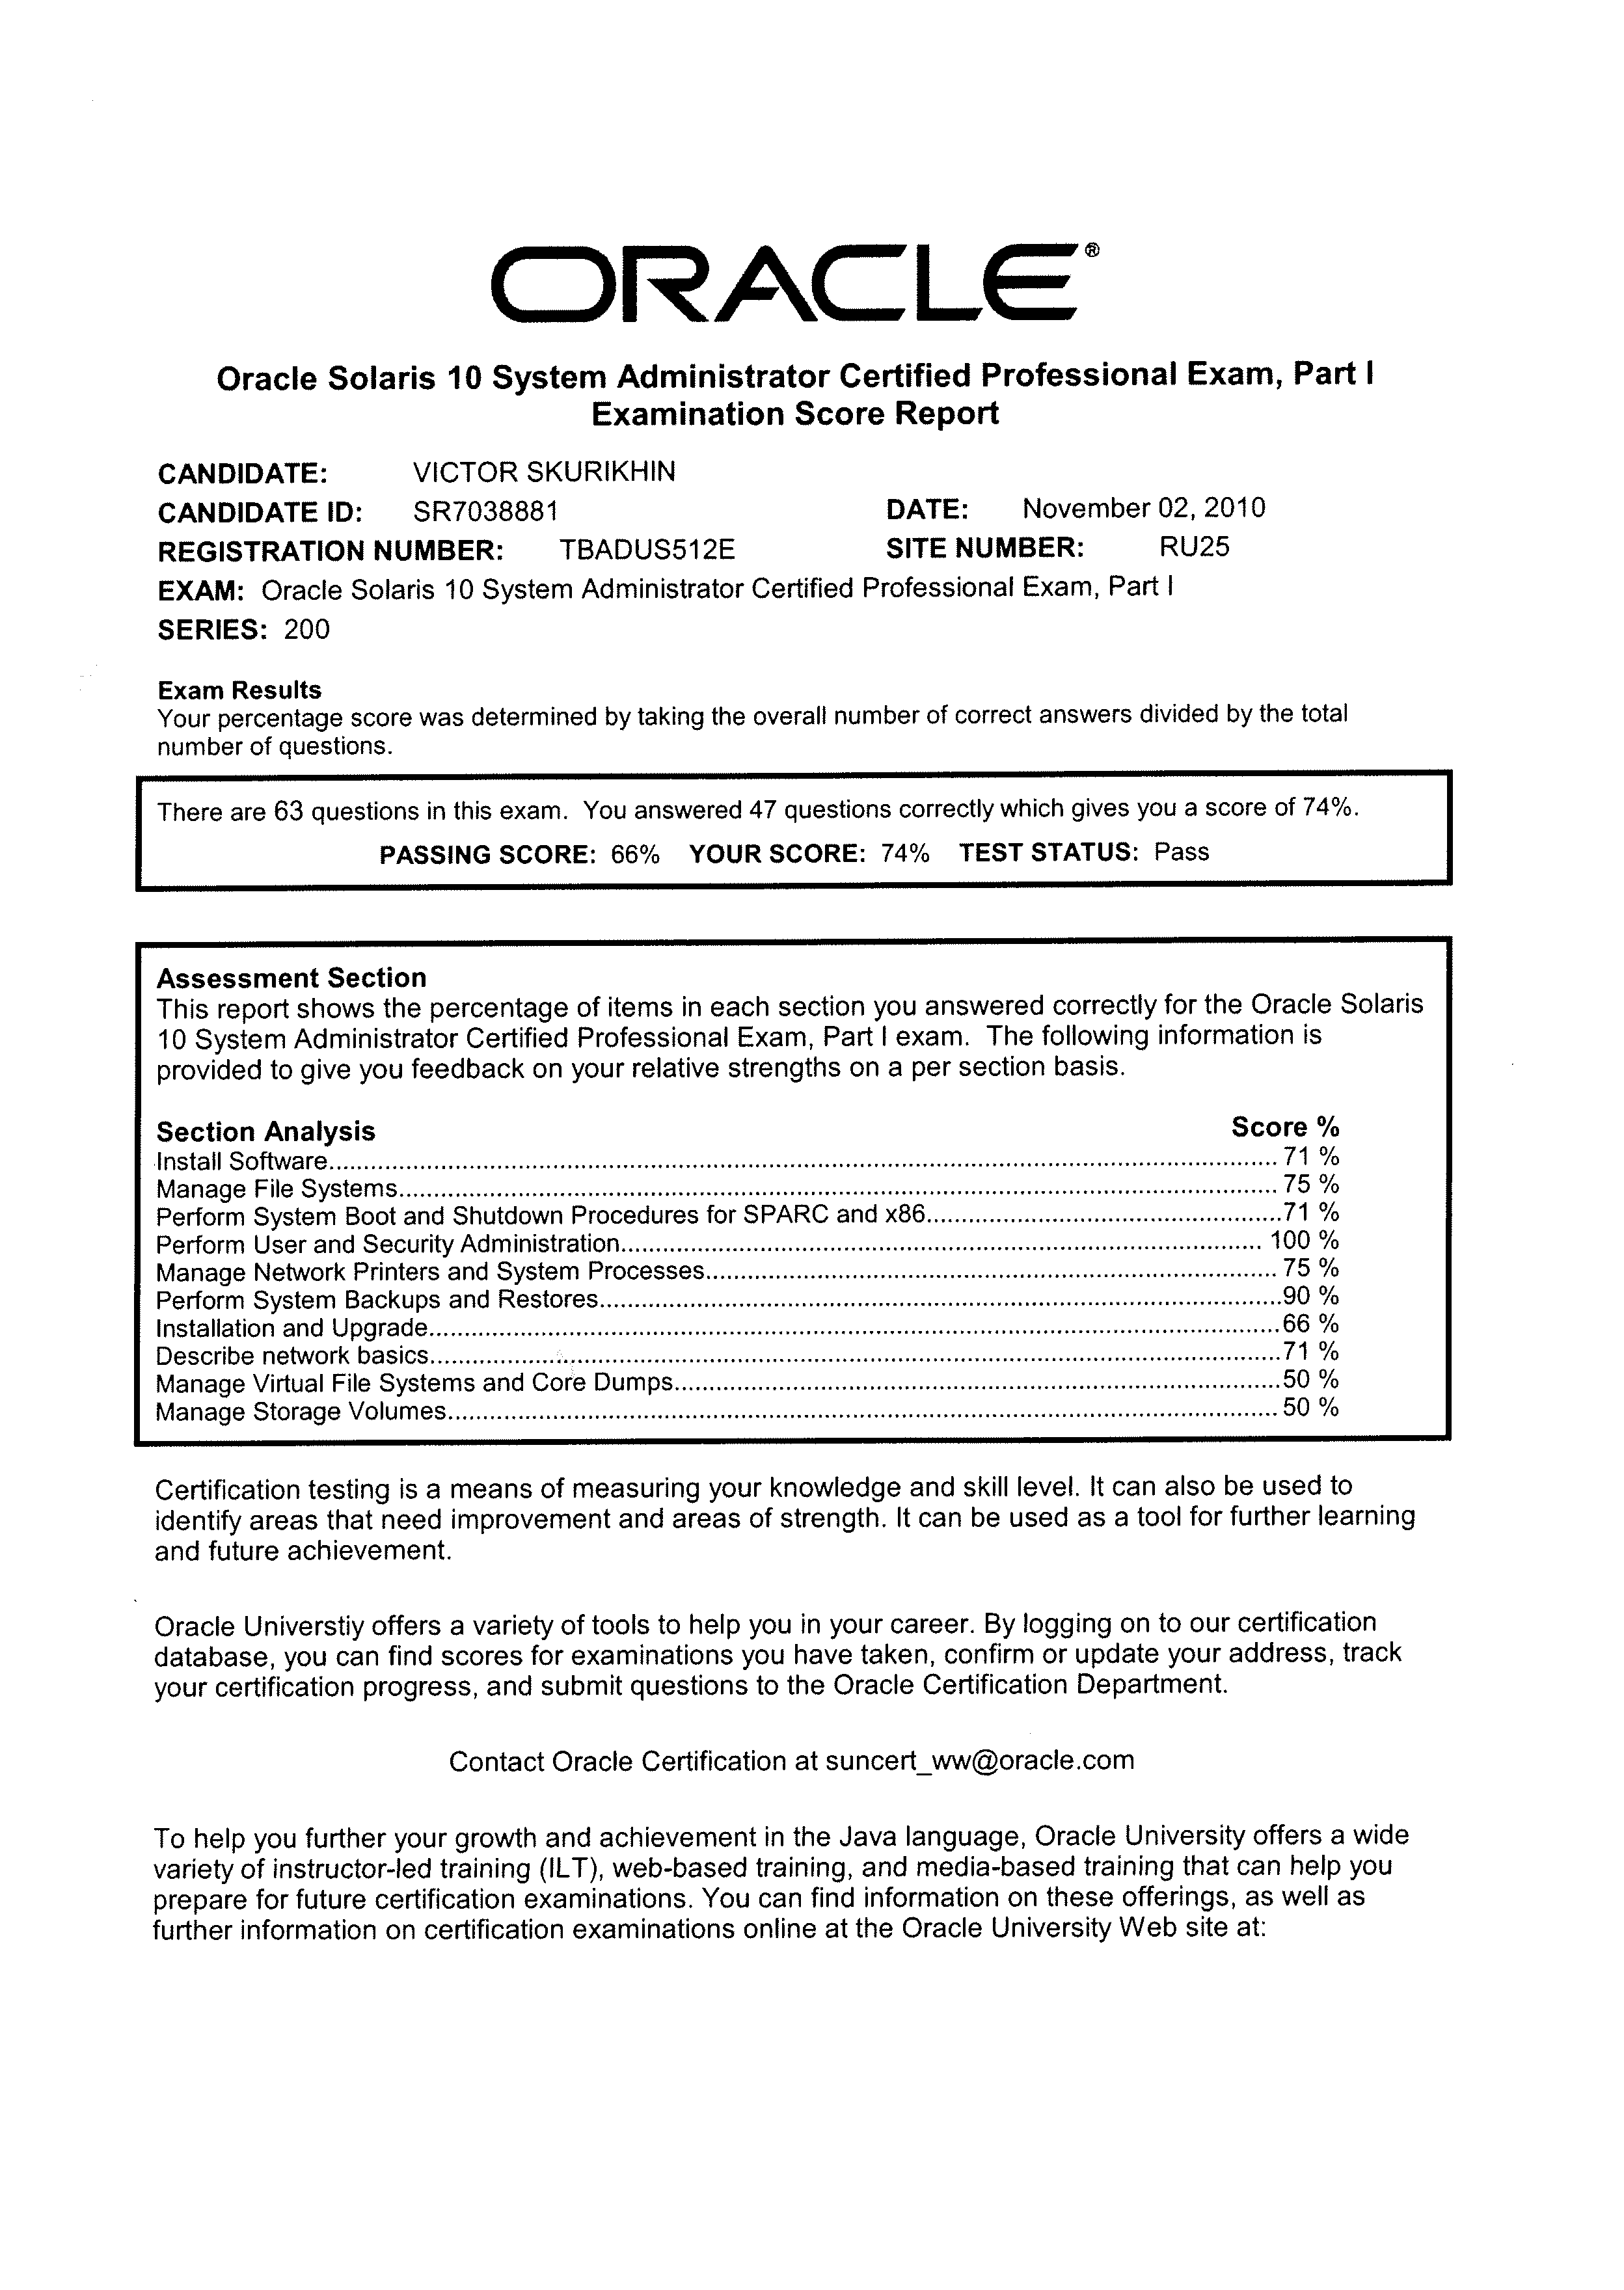 ORACLE®
Oracle Solaris 10 System Administrator Certified Professional Exam, Part I
Examination Score Report
CANDIDATE: VICTOR SKURIKHIN
CANDIDATE ID: SR7038881 DATE: November 02, 2010
REGISTRATION NUMBER: TBADUS512E SITE NUMBER: RU25
EXAM: Oracle Solaris 10 System Administrator Certified Professional Exam, Part I
SERIES: 200
Exam Results
Your percentage score was determined by taking the overall number of correct answers divided by the total
number of questions.
There are 63 questions in this exam. You answered 47 questions correctly which gives you a score of 74%.
PASSING SCORE: 66% YOUR SCORE: 74% TEST STATUS: Pass
Assessment Section
This report shows the percentage of items in each section you answered correctly for the Oracle Solaris
10 System Administrator Certified Professional Exam, Part I exam. The following information is
provided to give you feedback on your relative strengths on a per section basis.
Section Analysis Score %
Install Software 71 %
Manage File Systems 75 %
Perform System Boot and Shutdown Procedures for SPARC and x86 71 %
Perform User and Security Administration 100 %
Manage Network Printers and System Processes 75 %
Perform System Backups and Restores 90 %
Installation and Upgrade 66 %
Describe network basics 71 %
Manage Virtual File Systems and Core Dumps 50 %
Manage Storage Volumes 50 %
Certification testing is a means of measuring your knowledge and skill level. It can also be used to
identify areas that need improvement and areas of strength. It can be used as a tool for further learning
and future achievement.
Oracle Universtiy offers a variety of tools to help you in your career. By logging on to our certification
database, you can find scores for examinations you have taken, confirm or update your address, track
your certification progress, and submit questions to the Oracle Certification Department.
Contact Oracle Certification at suncert_ww@oracle.com
To help you further your growth and achievement in the Java language, Oracle University offers a wide
variety of instructor-led training (ILT), web-based training, and media-based training that can help you
prepare for future certification examinations. You can find information on these offerings, as well as
further information on certification examinations online at the Oracle University Web site at: